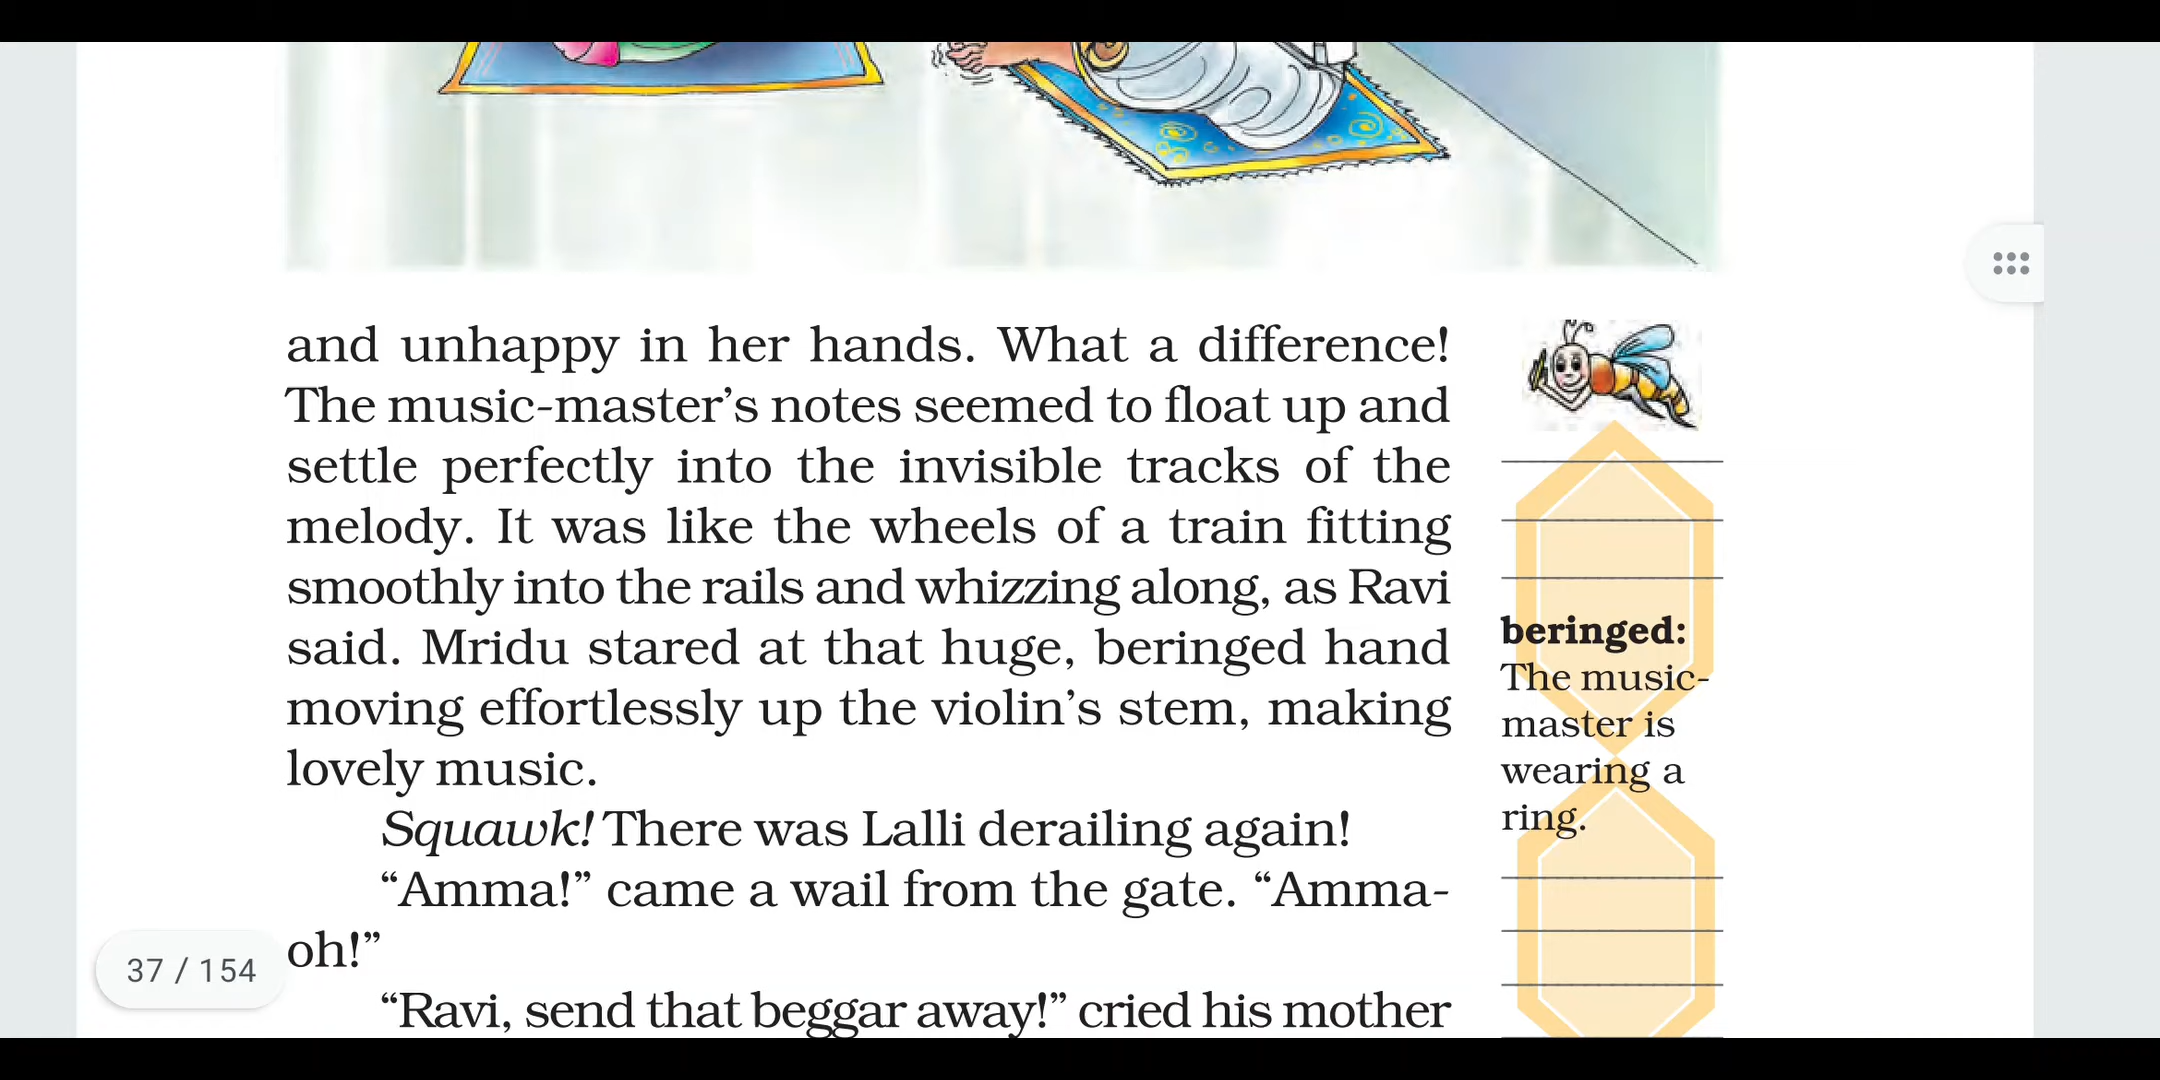 and unhappy in her hands. What a difference!
The music-master’s notes seemed to float up and
settle perfectly into the invisible tracks of the
melody. It was like the wheels of a train fitting
smoothly into the rails and whizzing along, as Ravi
said. Mridu stared at that huge, beringed hand
moving effortlessly up the violin’s stem, making
lovely music.
Squawk! There was Lalli derailing again!
“Amma!” came a wail from the gate. “Amma-
oh!”
“Ravi, send that beggar away!” cried his mother
beringed:
The music-
master is
wearing a
ring.
37 / 154